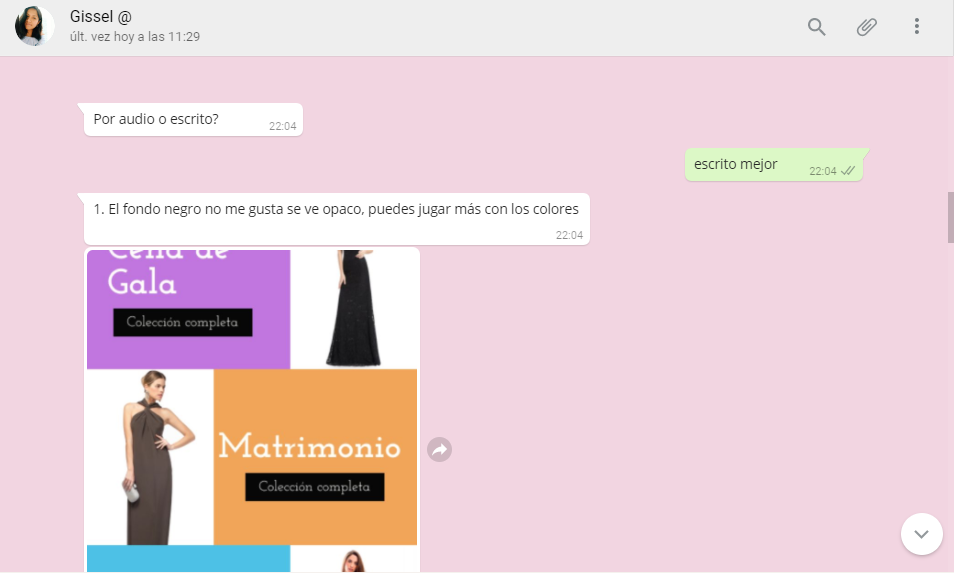 Gissel @
últ. vez hoy a las 11:29
Por audio o escrito?
22:04
escrito mejor
22:04
1. El fondo negro no me gusta se ve opaco, puedes jugar más con los colores
22:04
Cena de
Gala
Colección completa
Matrimonio
Colección completa